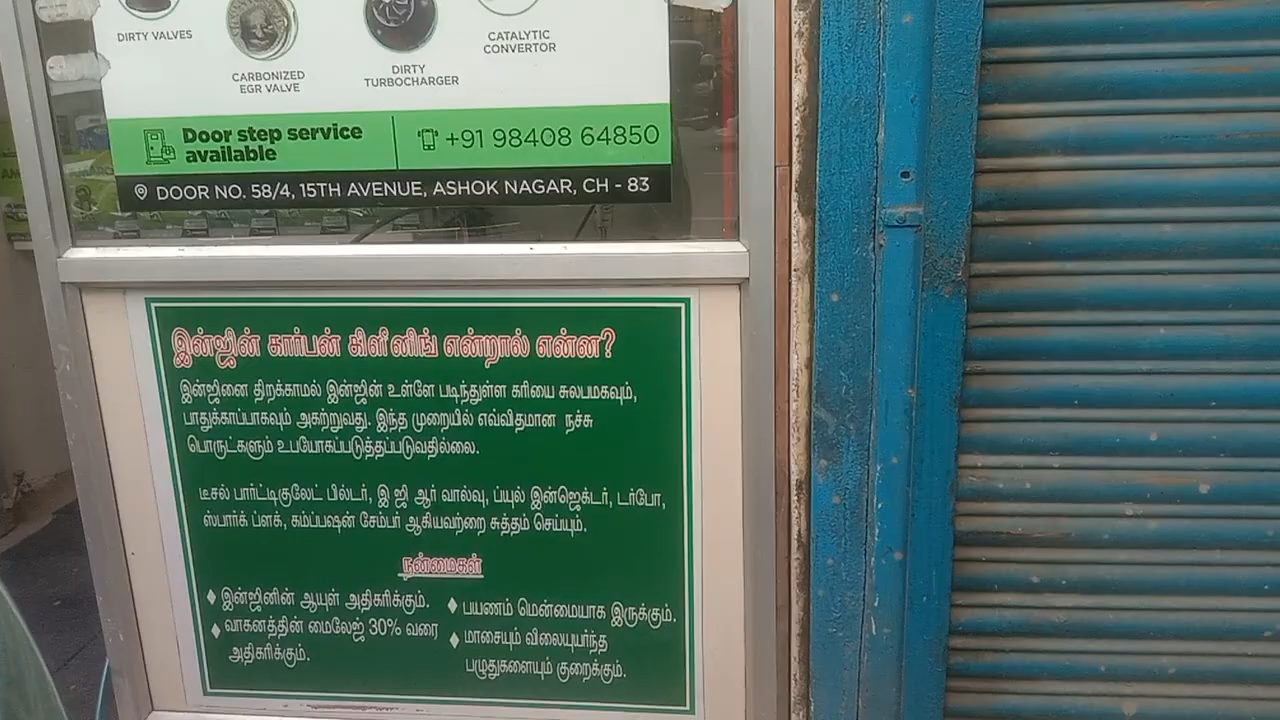 DIRTY VALVES
CARBONIZED
EGR VALVE
DIRTY
TURBOCHARGER
CATALYTIC
CONVERTOR
Door step service
available
+91 98408 64850
DOOR NO. 58/4, 15TH AVENUE, ASHOK NAGAR, CH - 83
இன்ஜின் கார்பன் கிளீனிங் என்றால் என்ன?
இன்ஜினை திறக்காமல் இன்ஜின் உள்ளே படிந்துள்ள கரியை சுலபமகவும்,
பாதுக்காப்பாகவும் அகற்றுவது. இந்த முறையில் எவ்விதமான நச்சு
பொருட்களும் உபயோகப்படுத்தப்படுவதில்லை.
டீசல் பார்ட்டிகுலேட் பில்டர், இ ஜி ஆர் வால்வு, ப்யுல் இன்ஜெக்டர், டர்போ,
ஸ்பார்க் ப்ளக், கம்ப்பஷன் சேம்பர் ஆகியவற்றை சுத்தம் செய்யும்.
நன்மைகள்
இன்ஜினின் ஆயுள் அதிகரிக்கும்.
வாகனத்தின் மைலேஜ் 30% வரை
அதிகரிக்கும்.
பயணம் மென்மையாக இருக்கும்.
மாசையும் விலையுயர்ந்த
பழுதுகளையும் குறைக்கும்.